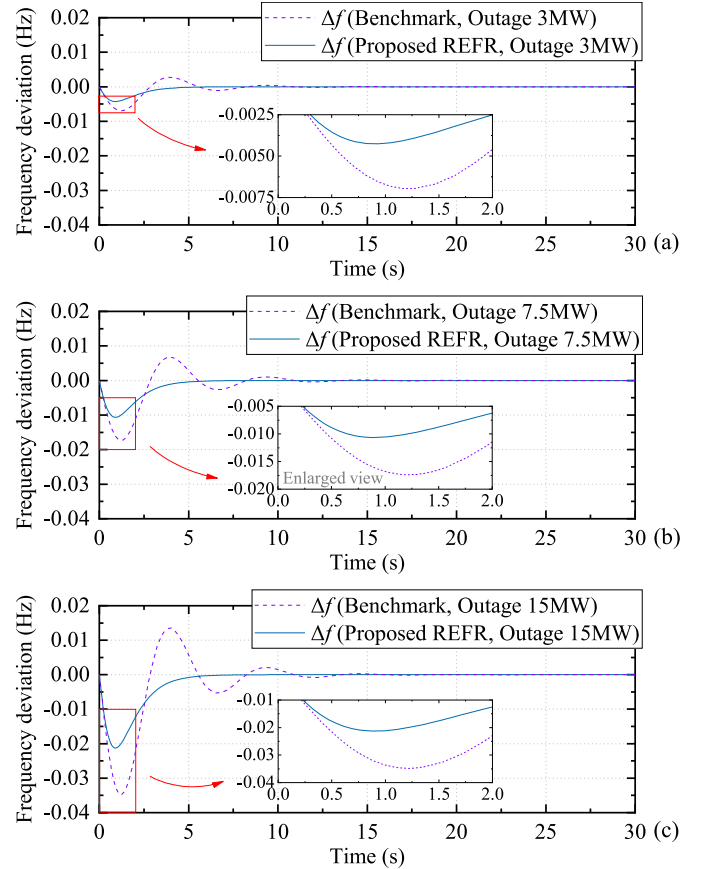 Δf (Benchmark, Outage 3MW)
Δf (Proposed REFR, Outage 3MW)
Frequency deviation (Hz)
0.02
0.01
0.00
-0.01
-0.02
-0.03
-0.04
-0.0025
-0.0050
-0.0075
0.0 0.5 1.0 1.5 2.0
0 5 10 15 20 25 30 (a)
Time (s)
Δf (Benchmark, Outage 7.5MW)
Δf (Proposed REFR, Outage 7.5MW)
Frequency deviation (Hz)
0.02
0.01
0.00
-0.01
-0.02
-0.03
-0.04
-0.005
-0.010
-0.015
-0.020
Enlarged view
0.0 0.5 1.0 1.5 2.0
0 5 10 15 20 25 30 (b)
Time (s)
Δf (Benchmark, Outage 15MW)
Δf (Proposed REFR, Outage 15MW)
Frequency deviation (Hz)
0.02
0.01
0.00
-0.01
-0.02
-0.03
-0.04
-0.01
-0.02
-0.03
-0.04
0.0 0.5 1.0 1.5 2.0
0 5 10 15 20 25 30 (c)
Time (s)